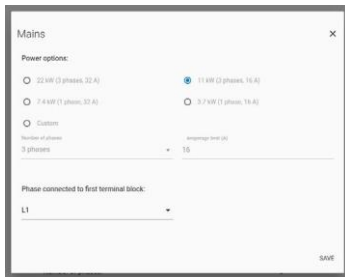 Mains
Power options:
22 kW (3 phases, 32 A)
11 kW (3 phases, 16 A)
7.4 kW (1 phase, 32 A)
3.7 kW (1 phase, 16 A)
Custom
Number of phases
3 phases
Amperage limit (A)
16
Phase connected to first terminal block:
L1
SAVE